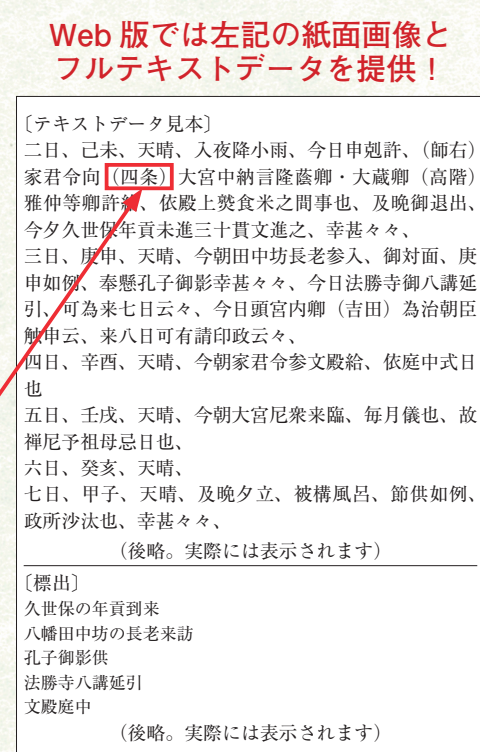 Web 版では左記の紙面画像と
フルテキストデータを提供！
〔テキストデータ見本〕
二日、己未、天晴、入夜降小雨、今日申剋許、（師右）
家君令向（四条）大宮中納言隆蔭卿・大蔵卿（高階）
雅仲等卿許給、依殿上熒食米之間事也、及晩御退出、
今夕久世保年貢未進三十貫文進之、幸甚々々、
三日、庚申、天晴、今朝田中坊長老参入、御対面、庚
申如例、奉懸孔子御影幸甚々々、今日法勝寺御八講延
引、可為来七日云々、今日頭宮内卿（吉田）為治朝臣
触申云、来八日可有請印政云々、
四日、辛酉、天晴、今朝家君令参文殿給、依庭中式日
也
五日、壬戌、天晴、今朝大宮尼衆来臨、毎月儀也、故
禅尼予祖母忌日也、
六日、癸亥、天晴、
七日、甲子、天晴、及晩夕立、被構風呂、節供如例、
政所沙汰也、幸甚々々、
（後略。実際には表示されます）
〔標出〕
久世保の年貢到来
八幡田中坊の長老来訪
孔子御影供
法勝寺八講延引
文殿庭中
（後略。実際には表示されます）